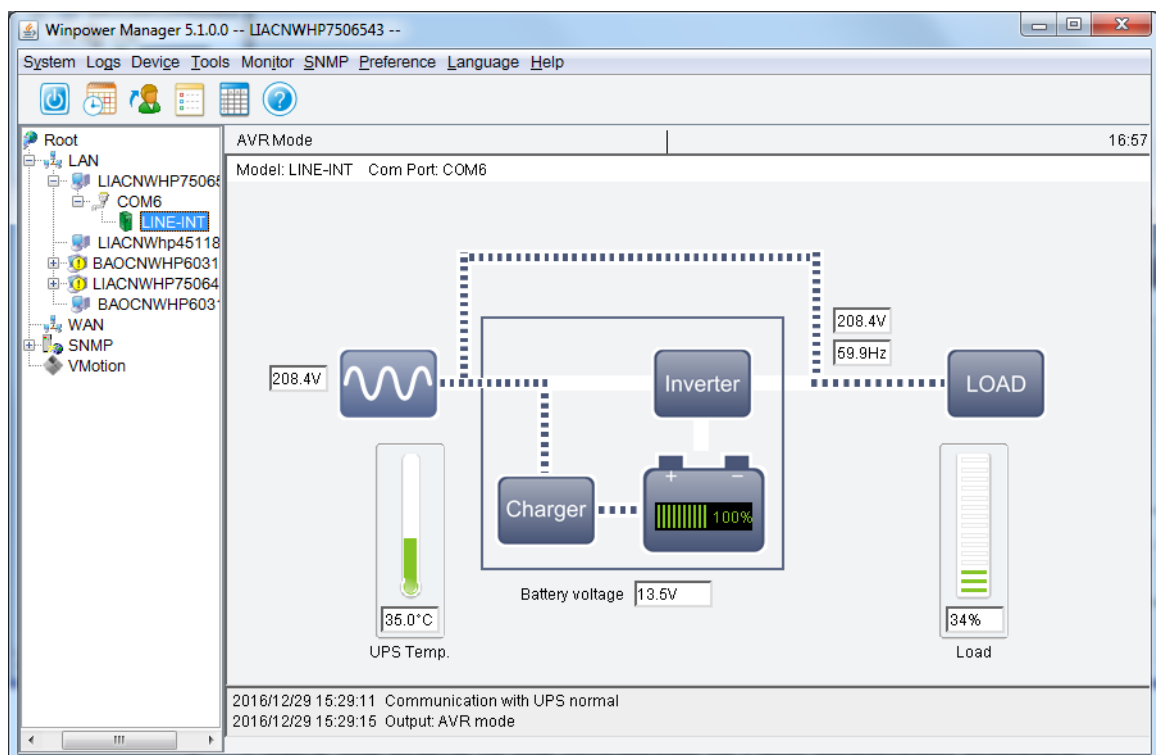 Winpower Manager 5.1.0.0 -- LIACNWHP7506543 --
System Logs Device Tools Monitor SNMP Preference Language Help
Root
LAN
LIACNWHP7506
COM6
LINE-INT
LIACNWhp45118
BAOCNWHP6031
LIACNWHP75064
BAOCNWHP603
WAN
SNMP
VMotion
AVR Mode 16:57
Model: LINE-INT Com Port: COM6
208.4V
59.9Hz
208.4V
Inverter
LOAD
Charger
+ −
100%
Battery voltage 13.5V
35.0°C
UPS Temp.
34%
Load
2016/12/29 15:29:11 Communication with UPS normal
2016/12/29 15:29:15 Output: AVR mode